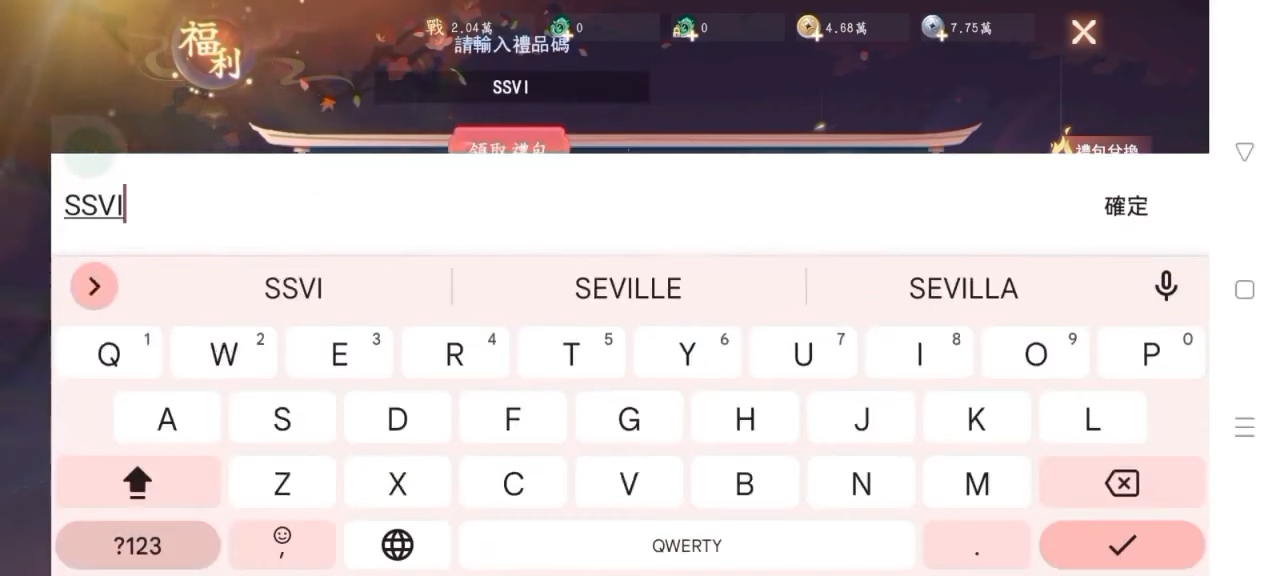 福利
戰 2.04萬 0 0 4.68萬 7.75萬
請輸入禮品碼
SSVI
領取禮包
禮包兌換
SSVI 確定
SSVI SEVILLE SEVILLA
Q 1 W 2 E 3 R 4 T 5 Y 6 U 7 I 8 O 9 P 0
A S D F G H J K L
Z X C V B N M
?123 , QWERTY .